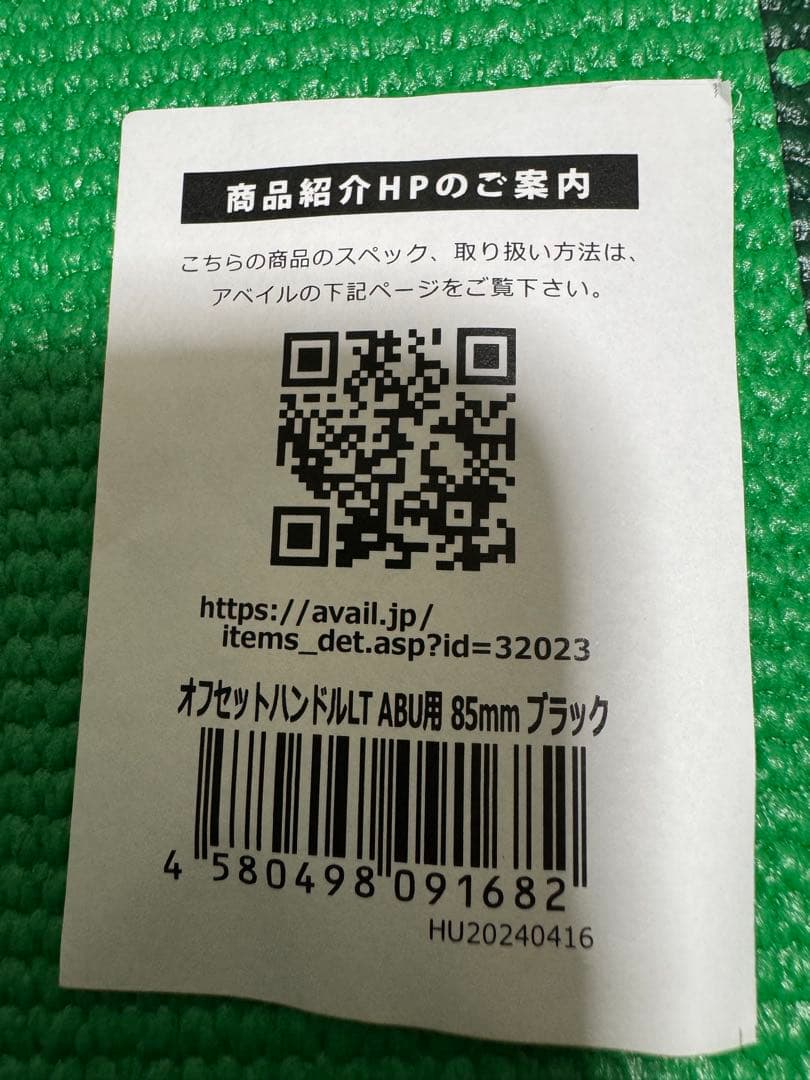 商品紹介HPのご案内
こちらの商品のスペック、取り扱い方法は、
アベイルの下記ページをご覧下さい。
https://avail.jp/
items_det.asp?id=32023
オフセットハンドルLT ABU用 85mm ブラック
4 580498 091682
HU20240416